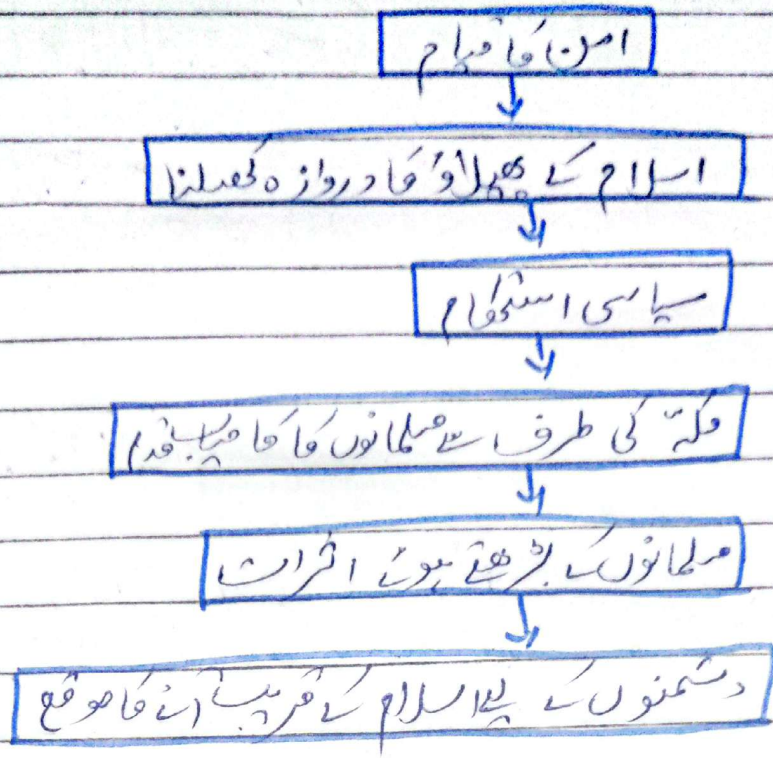 امن کا قیام
اسلام کے پھیلاؤ کا دروازہ کھلنا
سیاسی استحکام
مکہّ کی طرف سے مسلمانوں کا کامیاب قدم
مسلمانوں کے بڑھتے ہوئے اثرات
دشمنوں کے لیے اسلام کے قریب آنے کا موقع